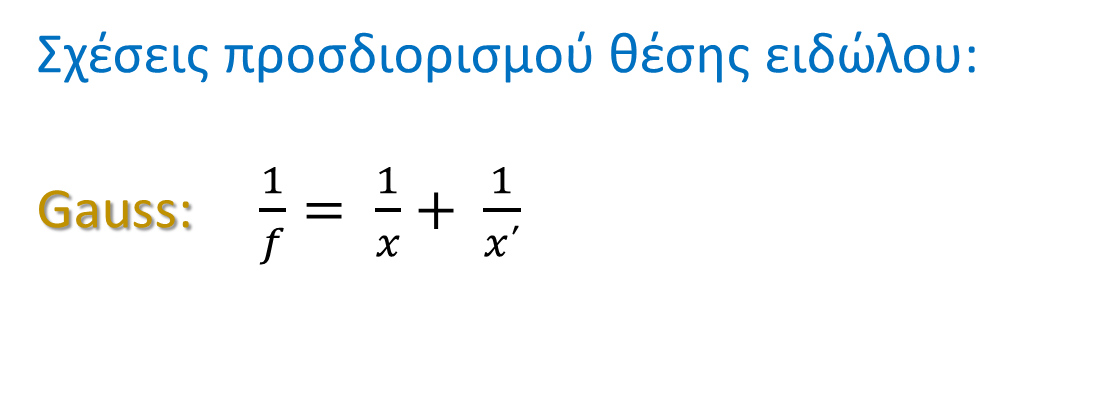 Σχέσεις προσδιορισμού θέσης ειδώλου:
Gauss: 1/f = 1/x + 1/x′